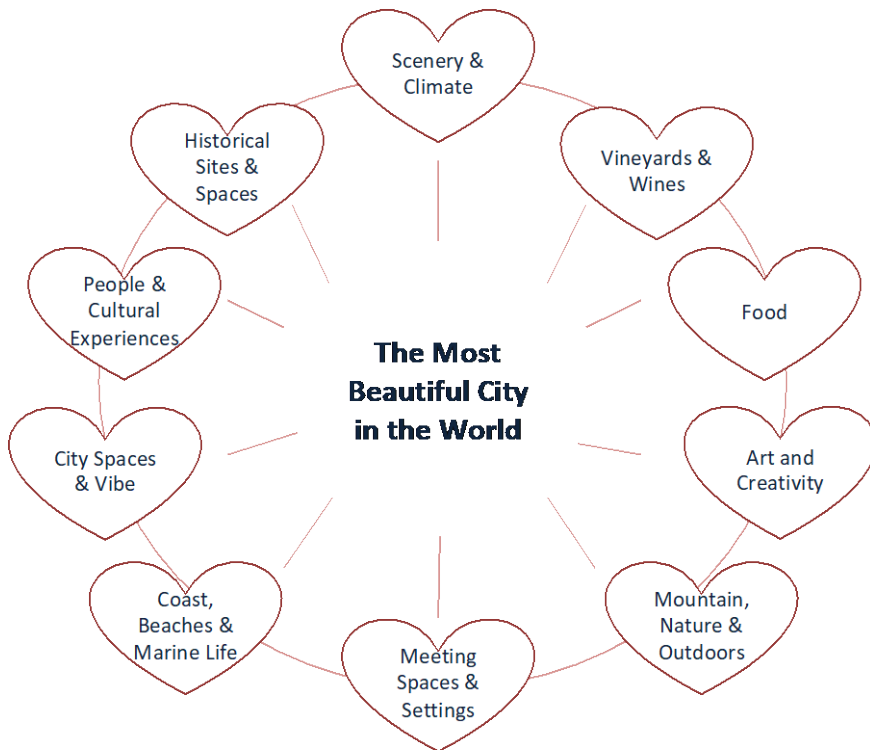 Scenery &
Climate
Vineyards &
Wines
Food
Art and
Creativity
Mountain,
Nature &
Outdoors
Meeting
Spaces &
Settings
Coast,
Beaches &
Marine Life
City Spaces
& Vibe
People &
Cultural
Experiences
Historical
Sites &
Spaces
The Most
Beautiful City
in the World